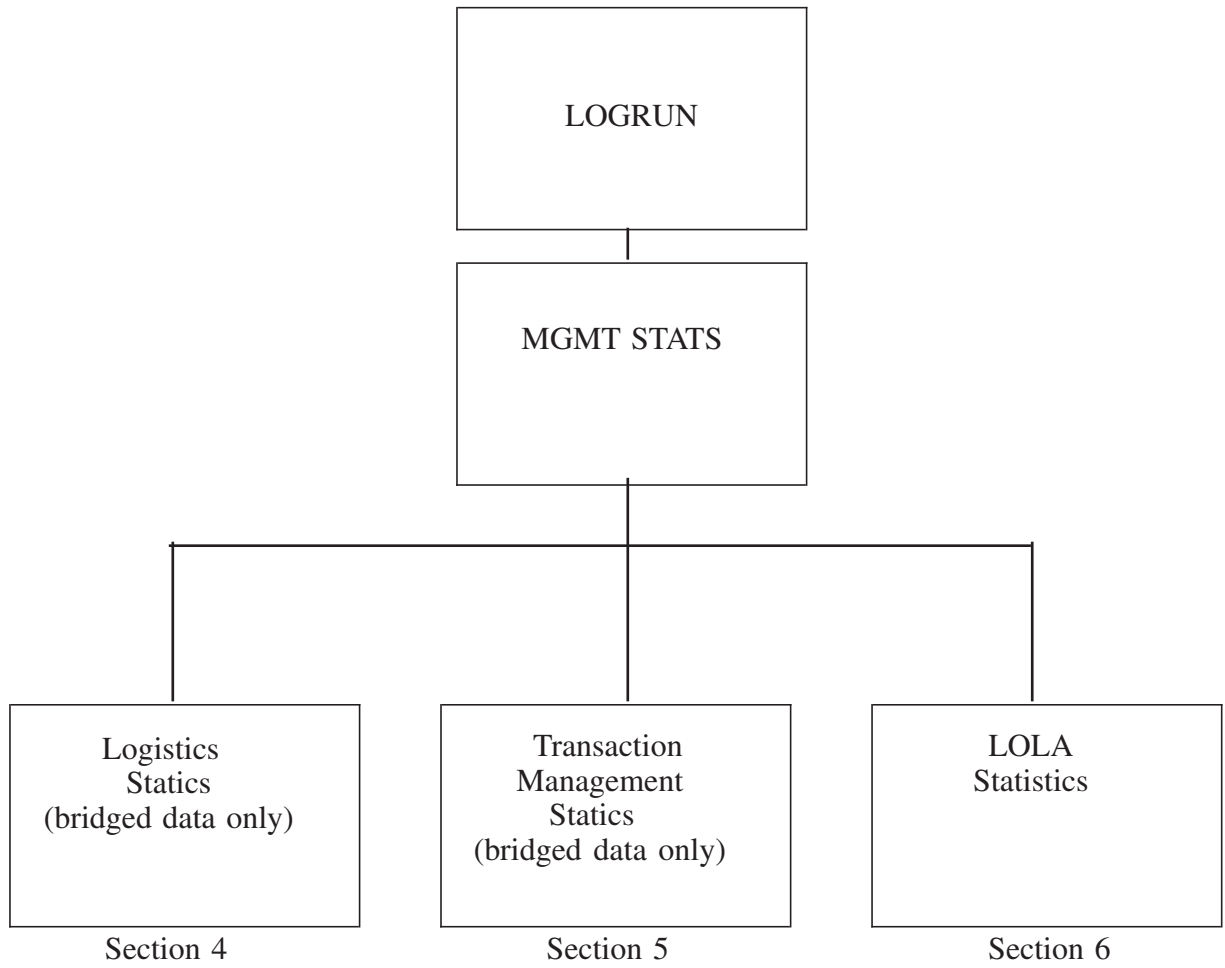 LOGRUN
MGMT STATS
Logistics
Statics
(bridged data only)
Transaction
Management
Statics
(bridged data only)
LOLA
Statistics
Section 4
Section 5
Section 6